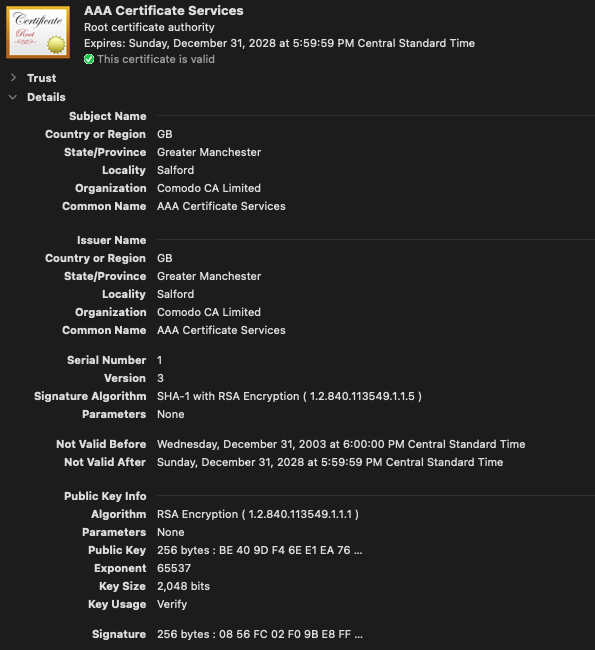 Certificate
Root
AAA Certificate Services
Root certificate authority
Expires: Sunday, December 31, 2028 at 5:59:59 PM Central Standard Time
This certificate is valid
Trust
Details
Subject Name
Country or Region GB
State/Province Greater Manchester
Locality Salford
Organization Comodo CA Limited
Common Name AAA Certificate Services
Issuer Name
Country or Region GB
State/Province Greater Manchester
Locality Salford
Organization Comodo CA Limited
Common Name AAA Certificate Services
Serial Number 1
Version 3
Signature Algorithm SHA-1 with RSA Encryption ( 1.2.840.113549.1.1.5 )
Parameters None
Not Valid Before Wednesday, December 31, 2003 at 6:00:00 PM Central Standard Time
Not Valid After Sunday, December 31, 2028 at 5:59:59 PM Central Standard Time
Public Key Info
Algorithm RSA Encryption ( 1.2.840.113549.1.1.1 )
Parameters None
Public Key 256 bytes : BE 40 9D F4 6E E1 EA 76 ...
Exponent 65537
Key Size 2,048 bits
Key Usage Verify
Signature 256 bytes : 08 56 FC 02 F0 9B E8 FF ...